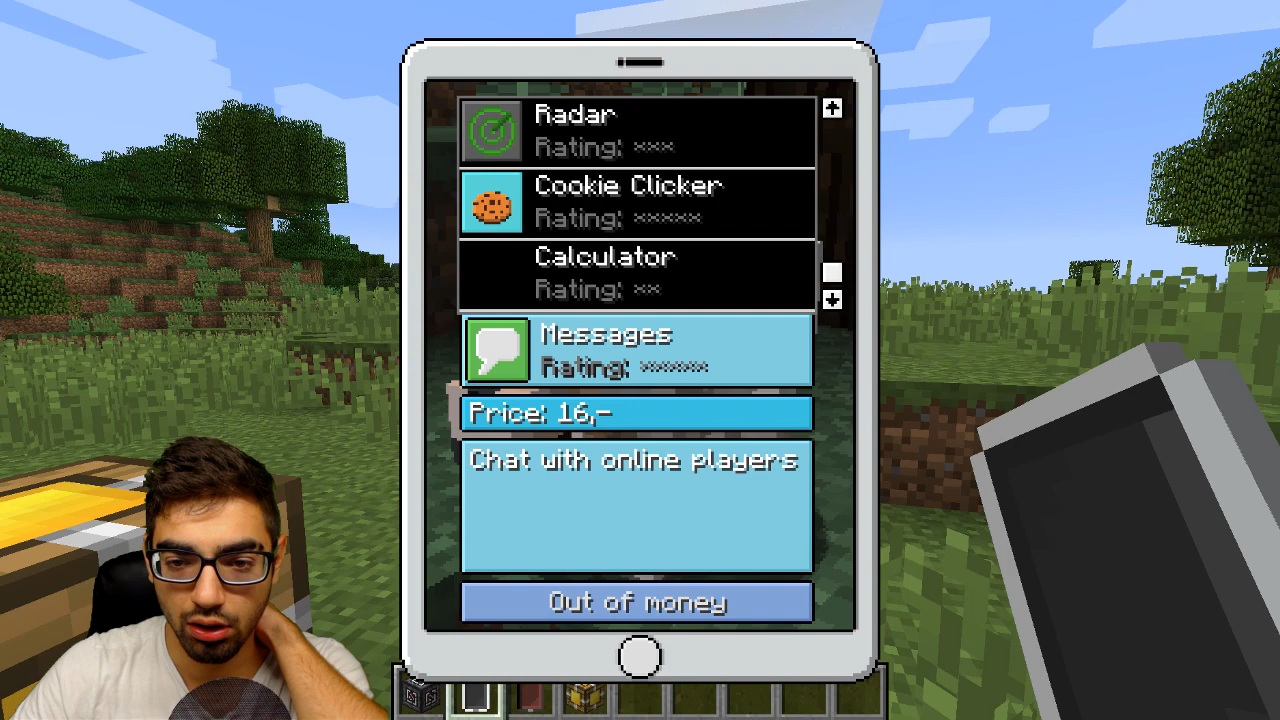 Radar
Rating: ×××
Cookie Clicker
Rating: ×××××
Calculator
Rating: ××
Messages
Rating: ×××××
Price: 16,-
Chat with online players
Out of money